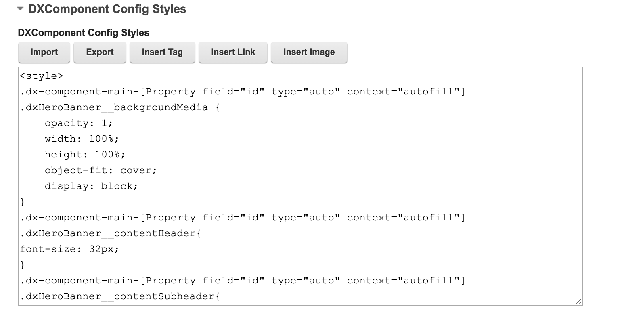 DXComponent Config Styles
DXComponent Config Styles
Import Export Insert Tag Insert Link Insert Image
<style>
.dx-component-main-[Property field="id" type="auto" context="autofill"]
.dxHeroBanner__backgroundMedia {
opacity: 1;
width: 100%;
height: 100%;
object-fit: cover;
display: block;
}
.dx-component-main-[Property field="id" type="auto" context="autofill"]
.dxHeroBanner__contentHeader{
font-size: 32px;
}
.dx-component-main-[Property field="id" type="auto" context="autofill"]
.dxHeroBanner__contentSubheader{